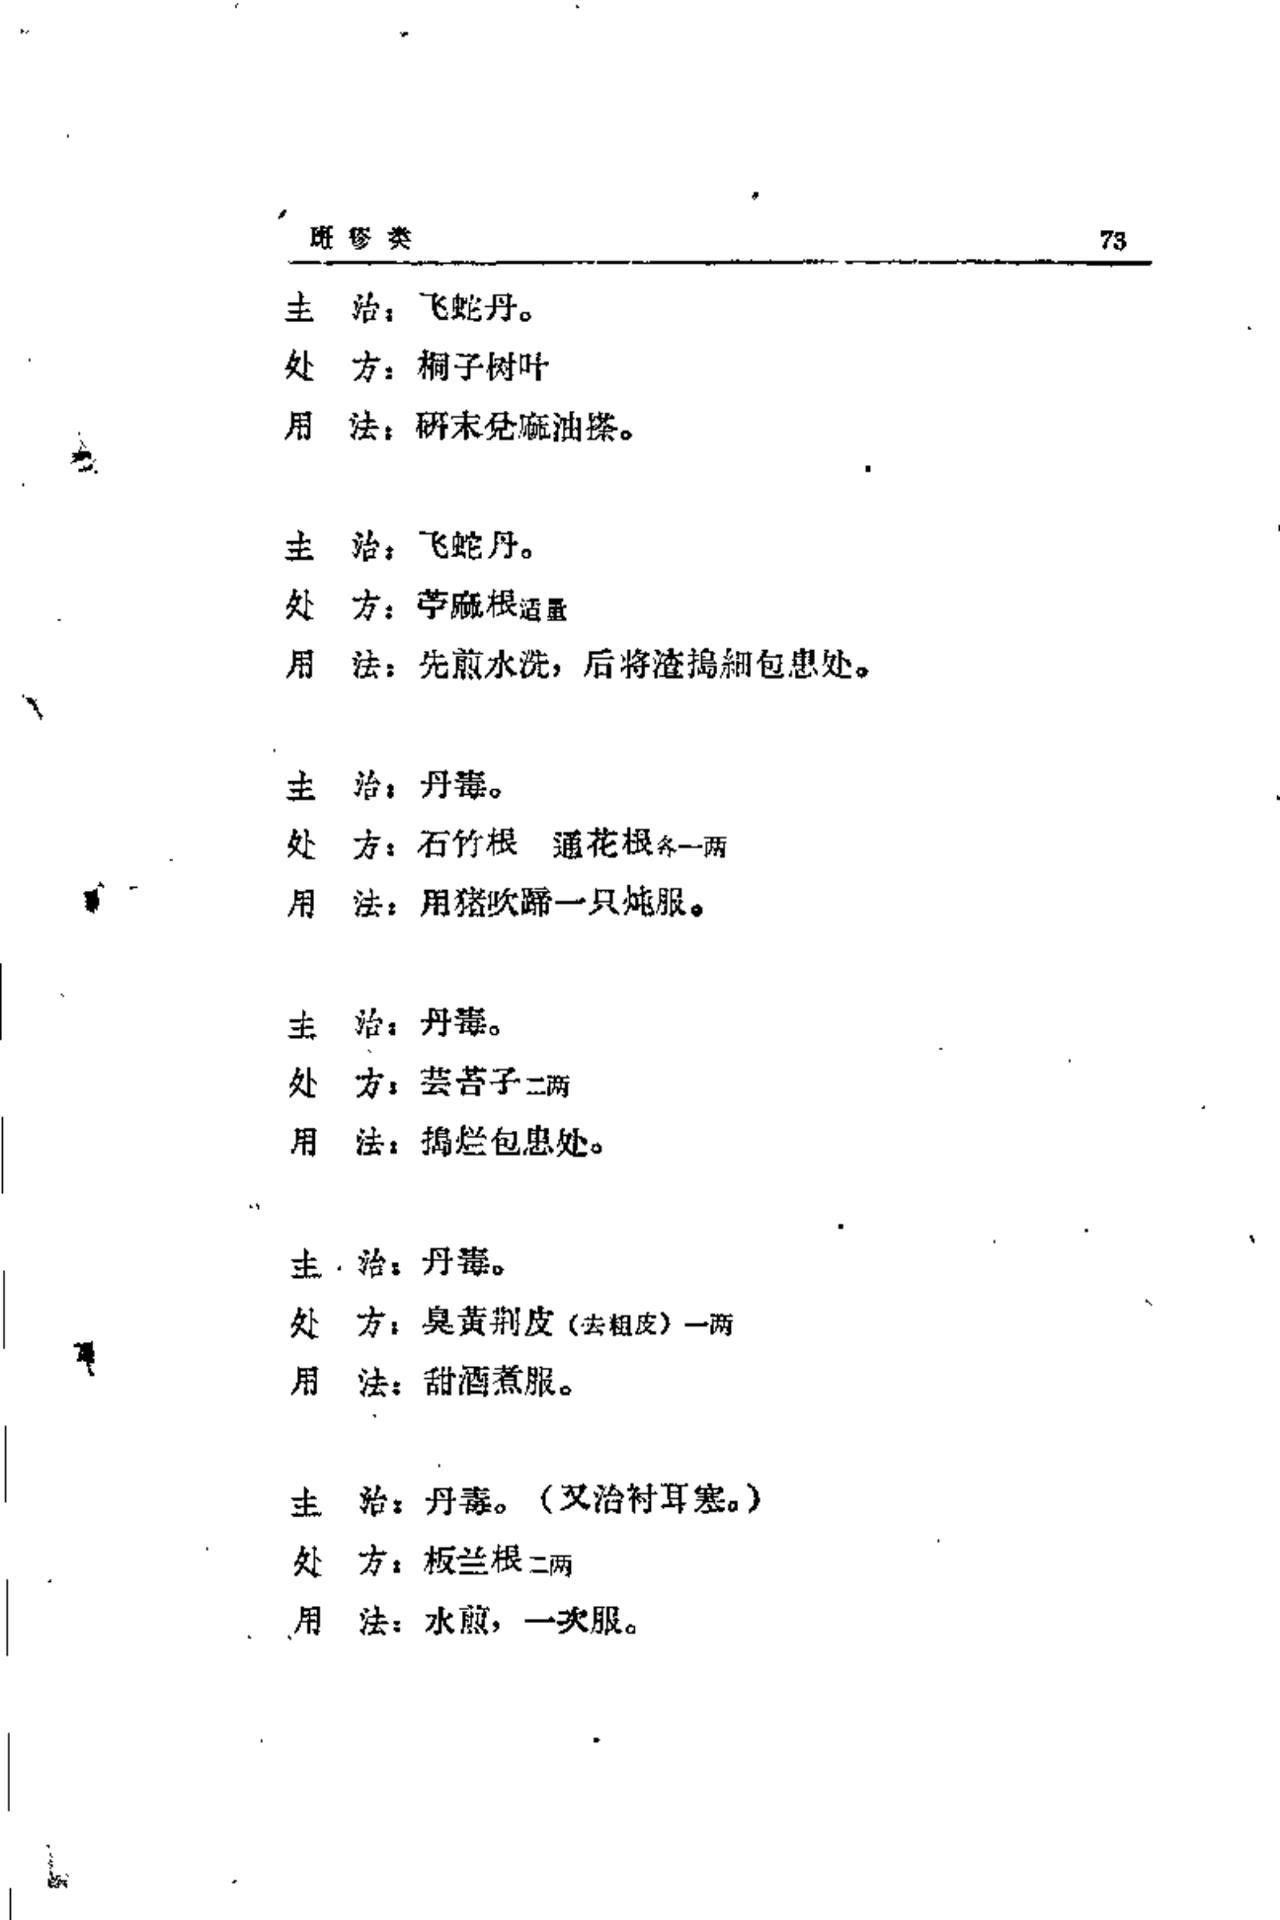 斑疹类 73
主 治：飞蛇丹。
处 方：桐子树叶
用 法：研末兌麻油搽。
主 治：飞蛇丹。
处 方：苧麻根适量
用 法：先煎水洗，后将渣搗細包患处。
主 治：丹毒。
处 方：石竹根 通花根各一两
用 法：用猪吹蹄一只炖服。
主 治：丹毒。
处 方：芸苔子二两
用 法：搗烂包患处。
主 治：丹毒。
处 方：臭黄荆皮（去粗皮）一两
用 法：甜酒煮服。
主 治：丹毒。（又治衬耳寒。）
处 方：板兰根二两
用 法：水煎，一次服。